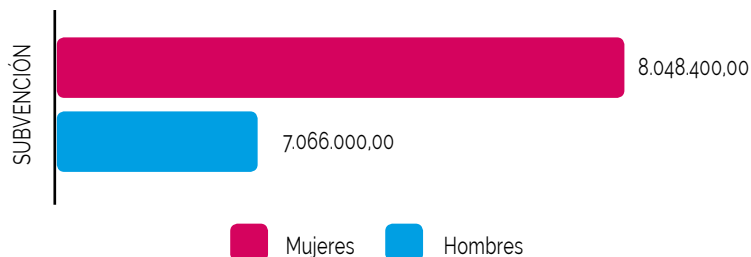 SUBVENCIÓN
8.048.400,00
7.066.000,00
Mujeres
Hombres